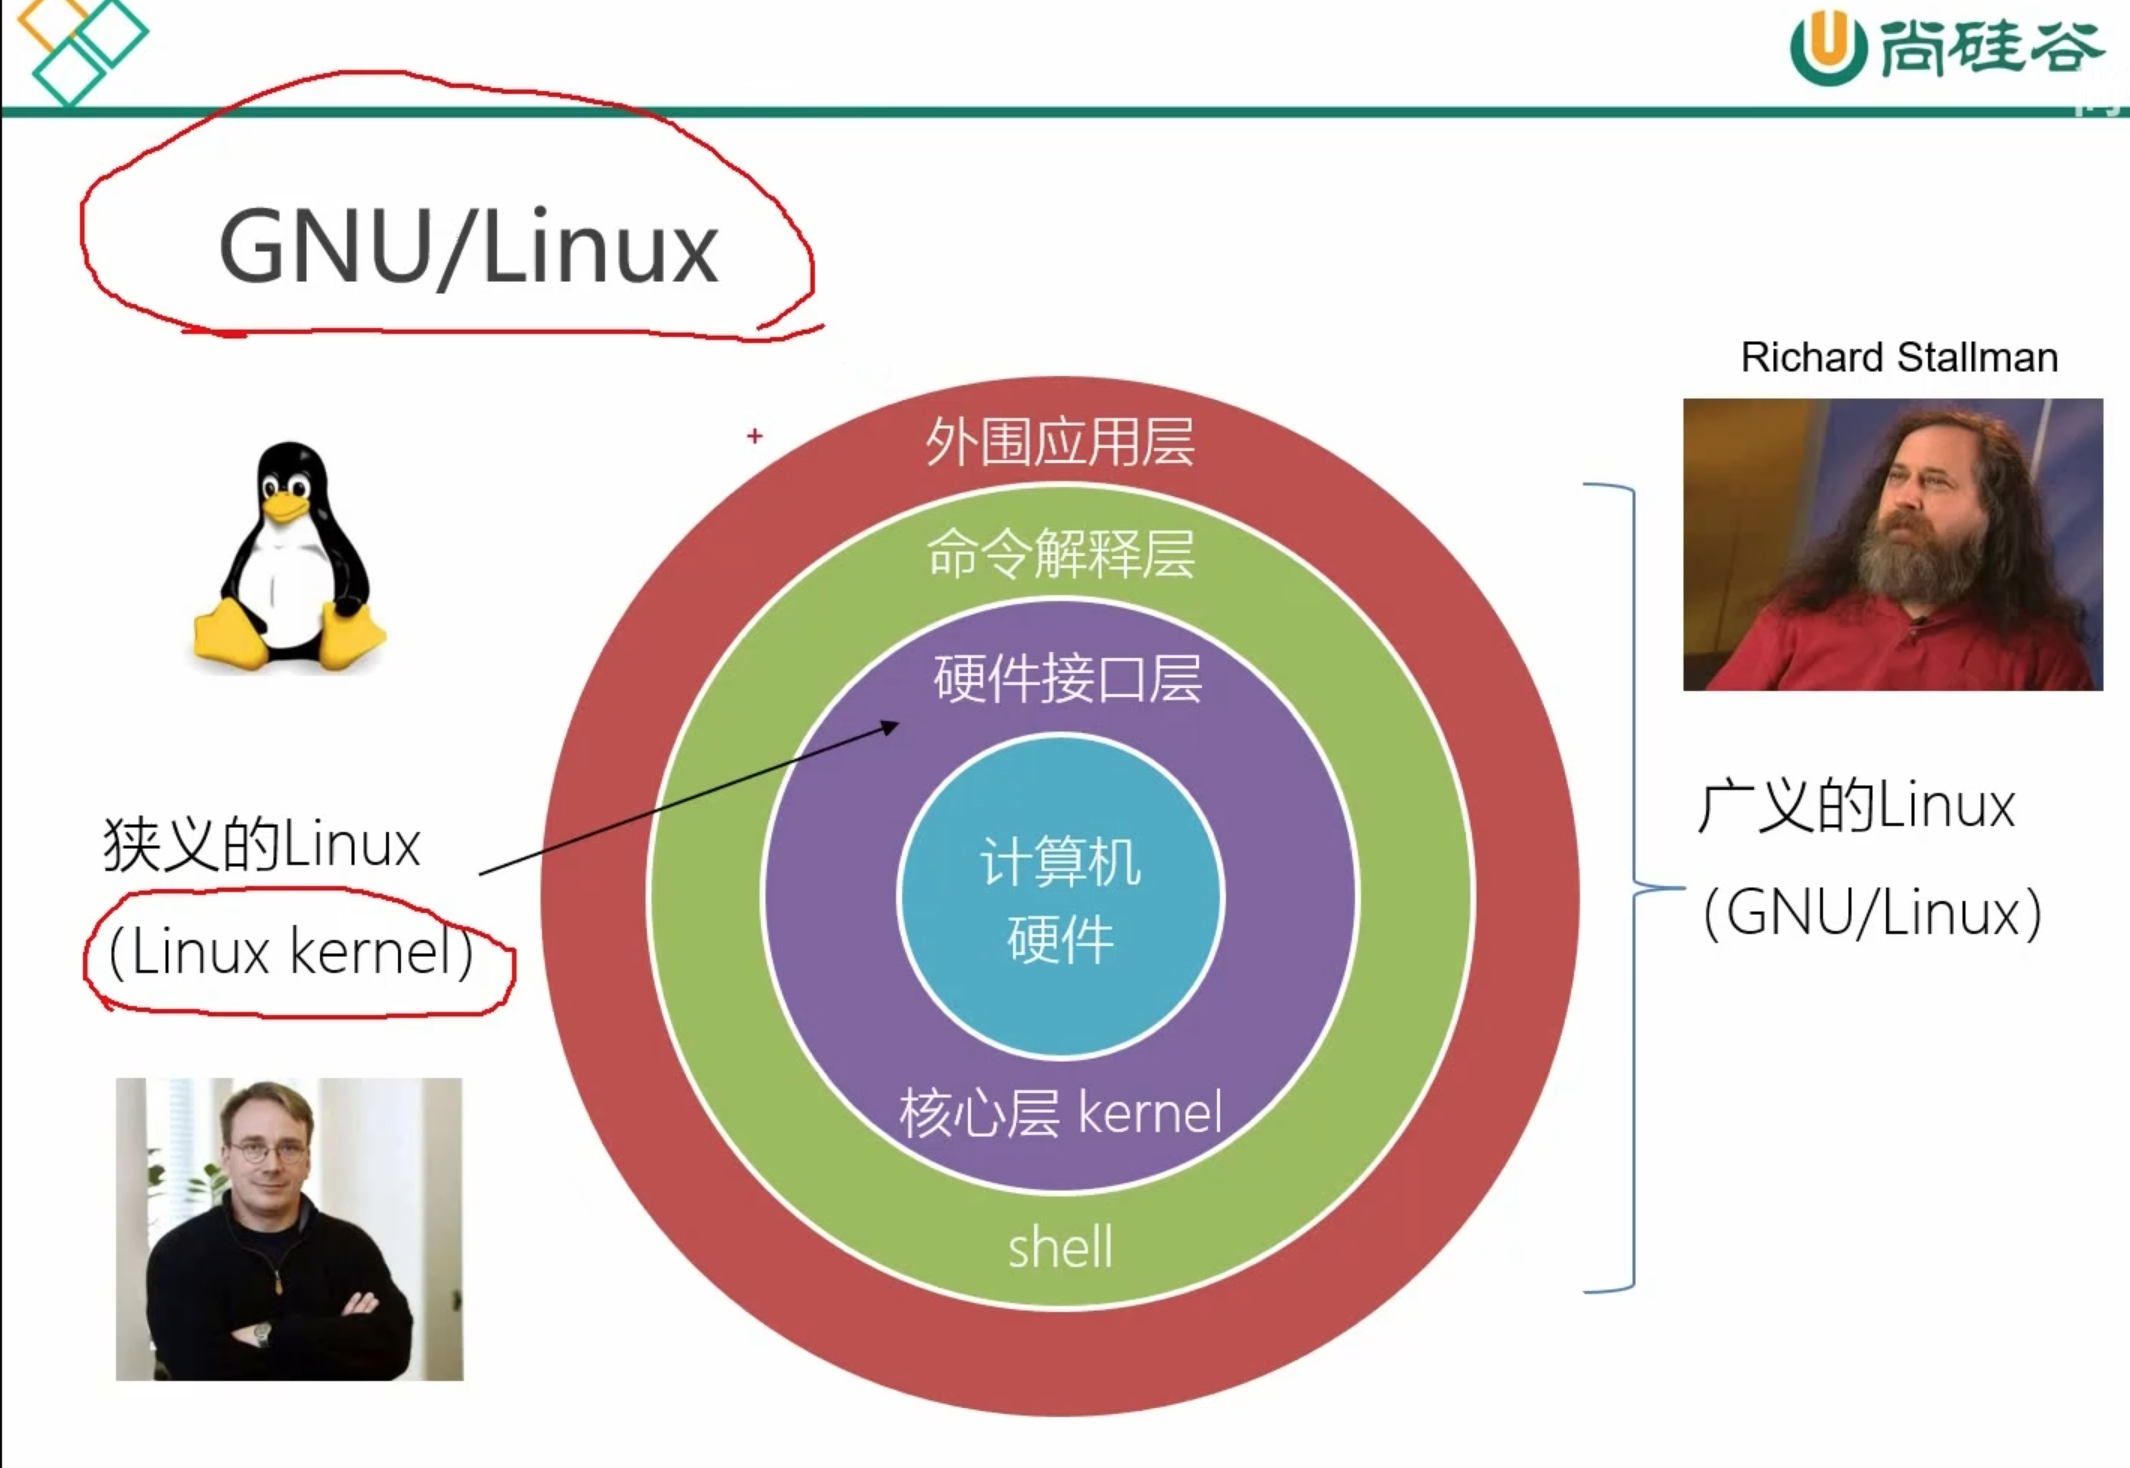 尚硅谷
GNU/Linux
Richard Stallman
外围应用层
命令解释层
硬件接口层
计算机
硬件
核心层 kernel
shell
狭义的Linux
(Linux kernel)
广义的Linux
(GNU/Linux)